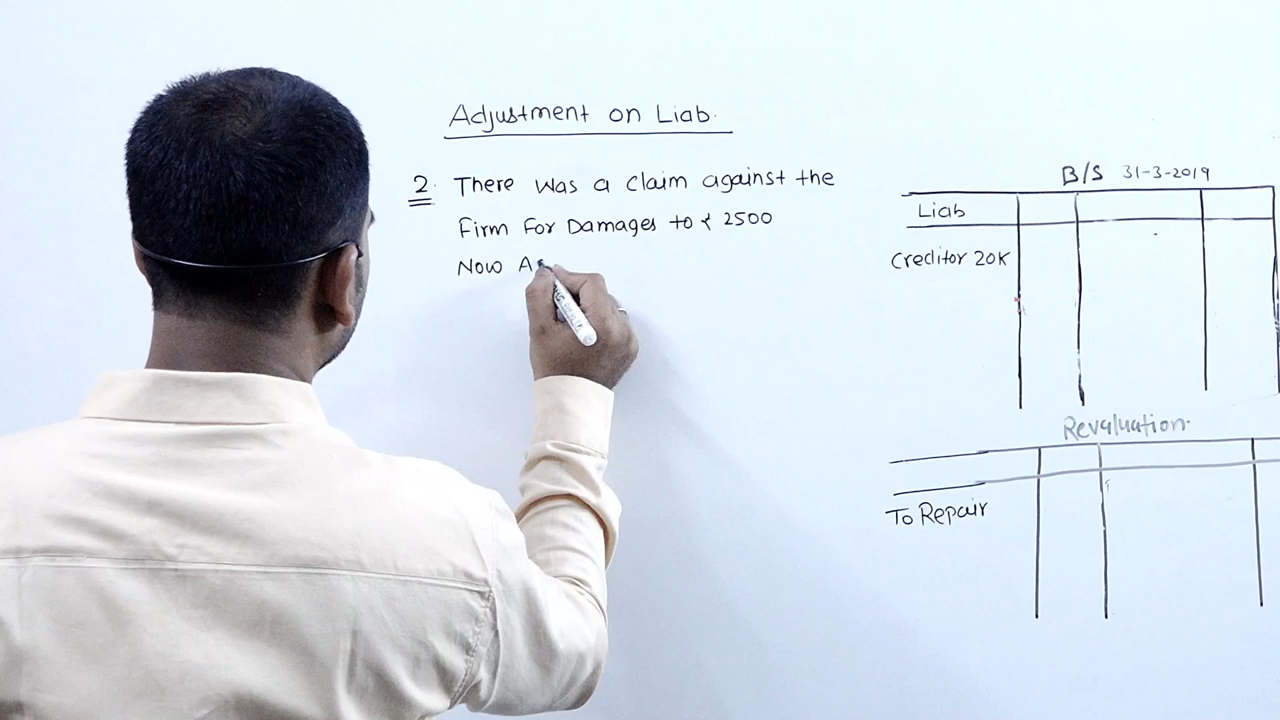 Adjustment on Liab.
2. There was a claim against the
Firm For Damages to ₹ 2500
Now
B/S 31-3-2019
Liab
Creditor 20K
Revaluation
To Repair